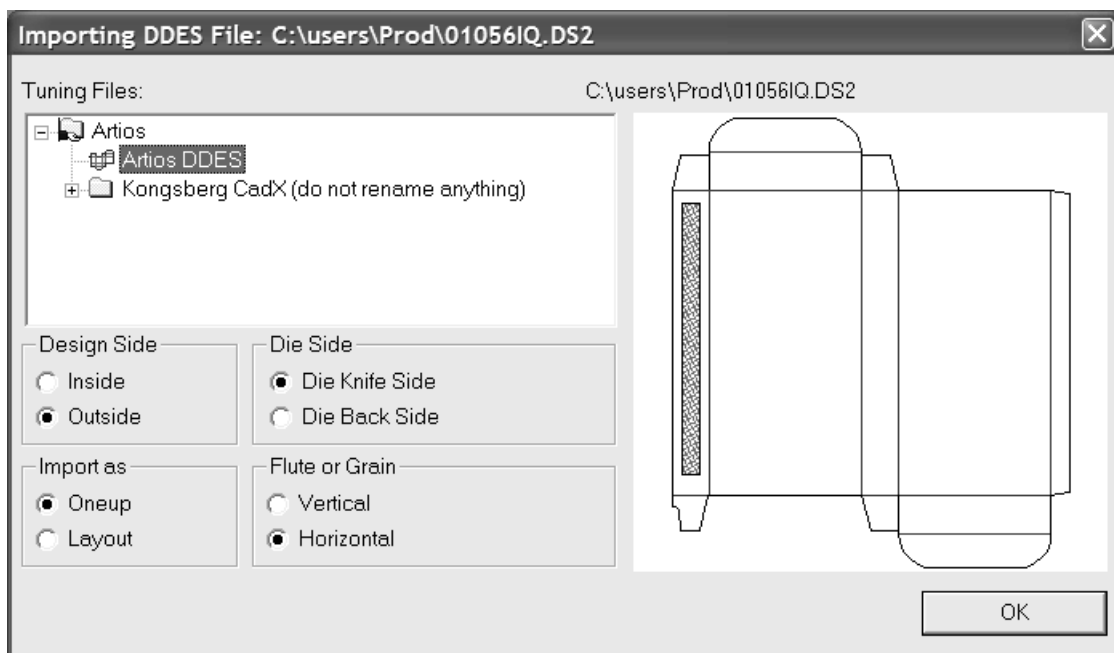 Importing DDES File: C:\users\Prod\01056IQ.DS2
Tuning Files:
C:\users\Prod\01056IQ.DS2
Artios
Artios DDES
Kongsberg CadX (do not rename anything)
Design Side
Inside
Outside
Die Side
Die Knife Side
Die Back Side
Import as
Oneup
Layout
Flute or Grain
Vertical
Horizontal
OK